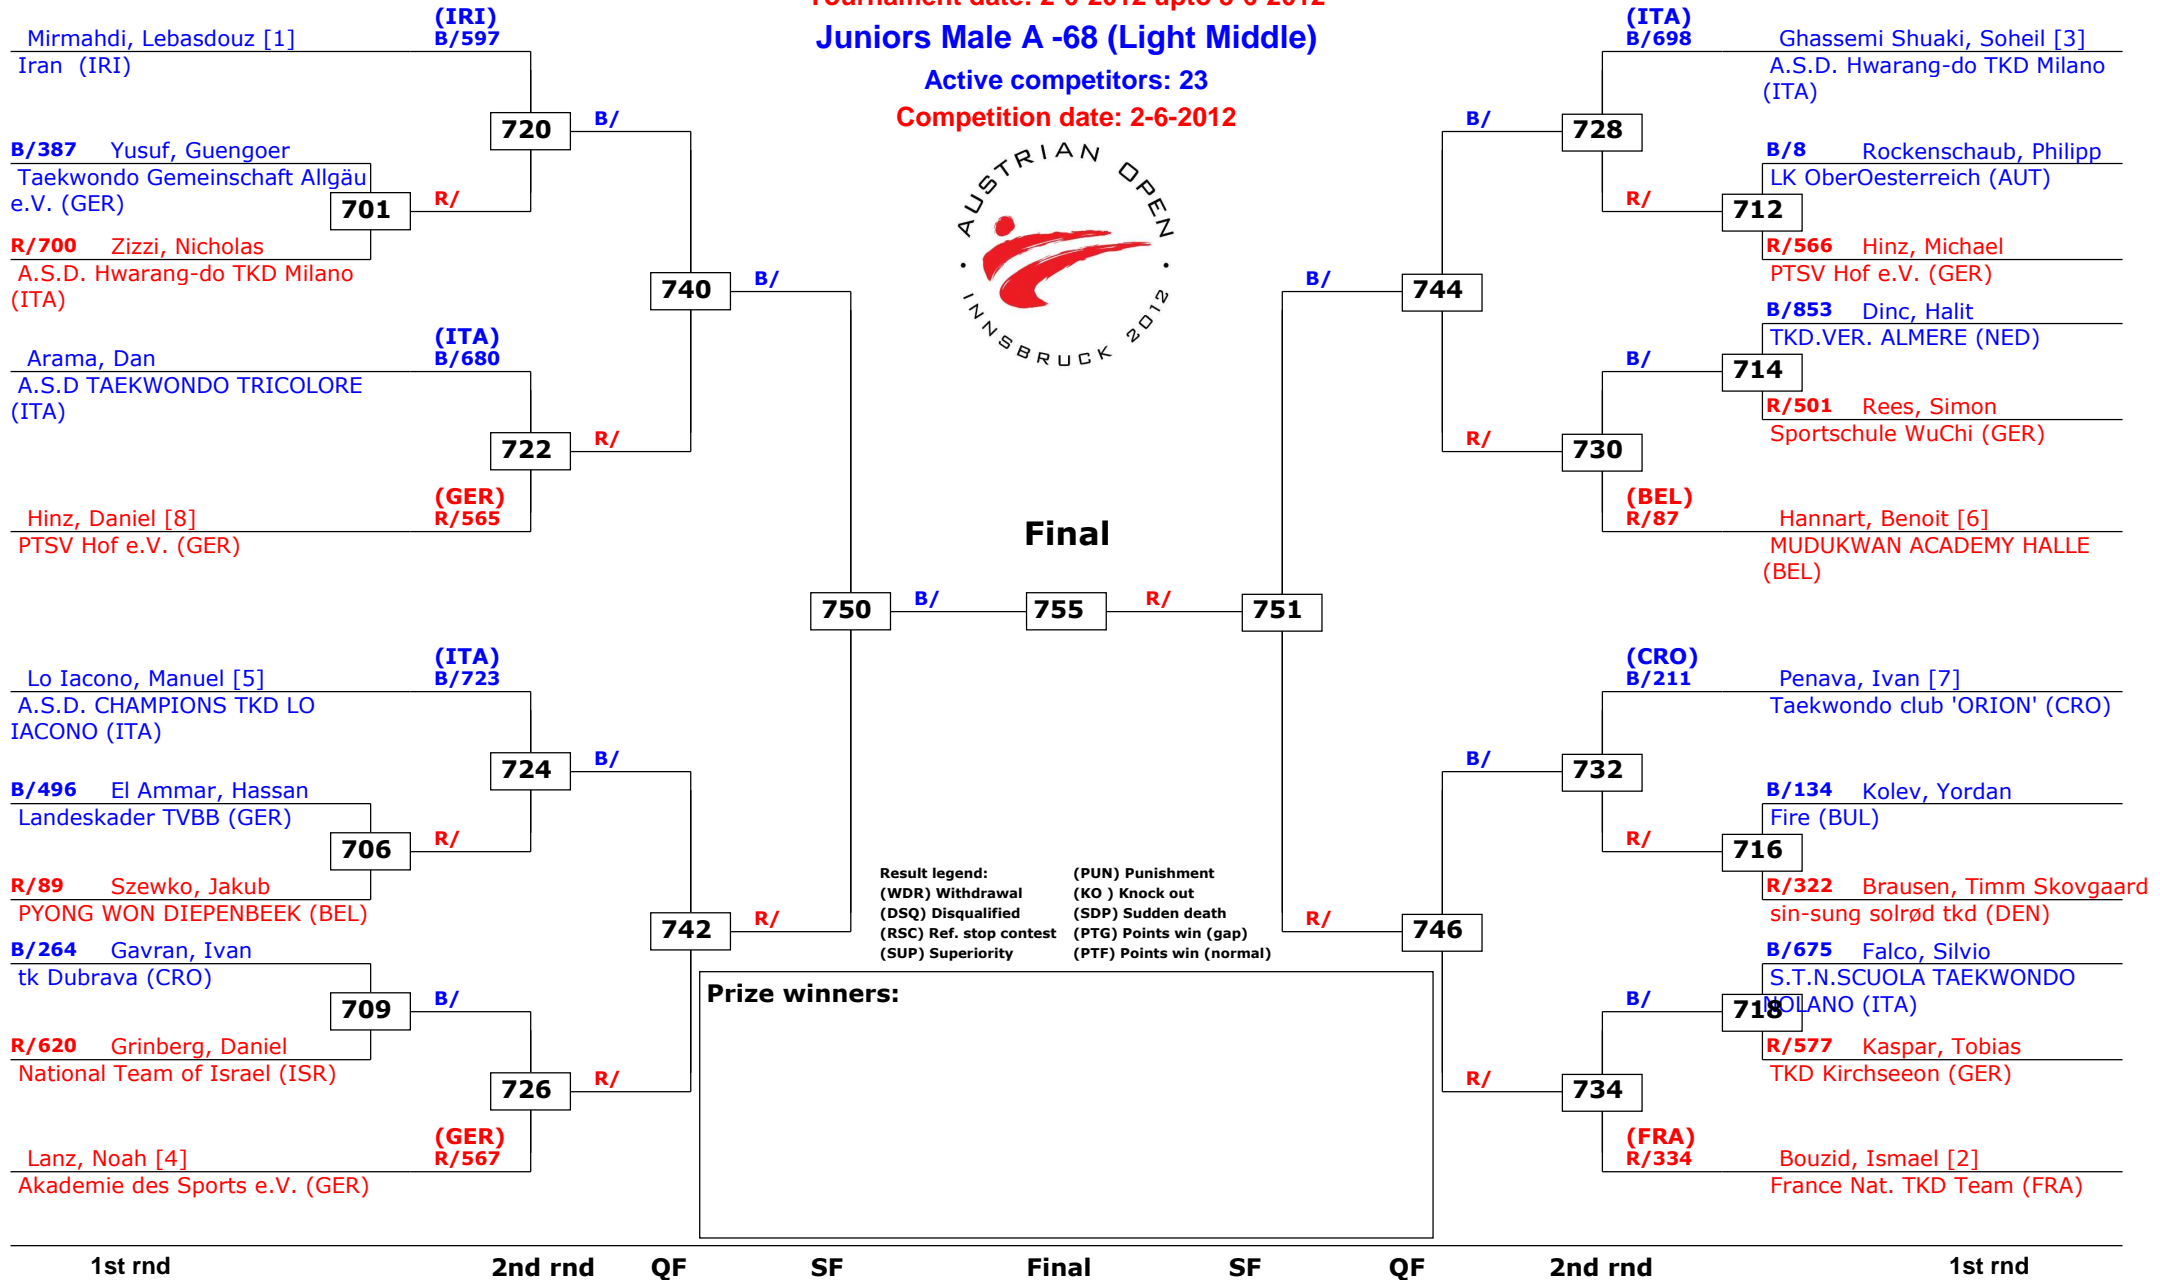 Tournament date: 2-6-2012 upto 3-6-2012
Juniors Male A -68 (Light Middle)
Active competitors: 23
Competition date: 2-6-2012
AUSTRIAN OPEN
· INNSBRUCK 2012 ·
(IRI)
Mirmahdi, Lebasdouz [1] B/597
Iran (IRI)
720 B/
B/387 Yusuf, Guengoer
Taekwondo Gemeinschaft Allgäu
e.V. (GER)
701 R/
R/700 Zizzi, Nicholas
A.S.D. Hwarang-do TKD Milano
(ITA)
740 B/
(ITA)
Arama, Dan B/680
A.S.D TAEKWONDO TRICOLORE
(ITA)
722 R/
(GER)
Hinz, Daniel [8] R/565
PTSV Hof e.V. (GER)
Final
750 B/ 755 R/ 751
(ITA)
Lo Iacono, Manuel [5] B/723
A.S.D. CHAMPIONS TKD LO
IACONO (ITA)
724 B/
B/496 El Ammar, Hassan
Landeskader TVBB (GER)
706 R/
R/89 Szewko, Jakub
PYONG WON DIEPENBEEK (BEL)
742 R/
B/264 Gavran, Ivan
tk Dubrava (CRO)
709 B/
R/620 Grinberg, Daniel
National Team of Israel (ISR)
726 R/
(GER)
Lanz, Noah [4] R/567
Akademie des Sports e.V. (GER)
(ITA)
B/698 Ghassemi Shuaki, Soheil [3]
A.S.D. Hwarang-do TKD Milano
(ITA)
B/ 728
B/8 Rockenschaub, Philipp
LK OberOesterreich (AUT)
R/ 712
R/566 Hinz, Michael
PTSV Hof e.V. (GER)
B/ 744
B/853 Dinc, Halit
TKD.VER. ALMERE (NED)
B/ 714
R/501 Rees, Simon
Sportschule WuChi (GER)
R/ 730
(BEL)
R/87 Hannart, Benoit [6]
MUDUKWAN ACADEMY HALLE
(BEL)
(CRO)
B/211 Penava, Ivan [7]
Taekwondo club 'ORION' (CRO)
B/ 732
B/134 Kolev, Yordan
Fire (BUL)
R/ 716
R/322 Brausen, Timm Skovgaard
sin-sung solrød tkd (DEN)
R/ 746
B/675 Falco, Silvio
S.T.N.SCUOLA TAEKWONDO
NOLANO (ITA)
B/ 718
R/577 Kaspar, Tobias
TKD Kirchseeon (GER)
R/ 734
(FRA)
R/334 Bouzid, Ismael [2]
France Nat. TKD Team (FRA)
Result legend: (PUN) Punishment
(WDR) Withdrawal (KO ) Knock out
(DSQ) Disqualified (SDP) Sudden death
(RSC) Ref. stop contest (PTG) Points win (gap)
(SUP) Superiority (PTF) Points win (normal)
Prize winners:
1st rnd 2nd rnd QF SF Final SF QF 2nd rnd 1st rnd